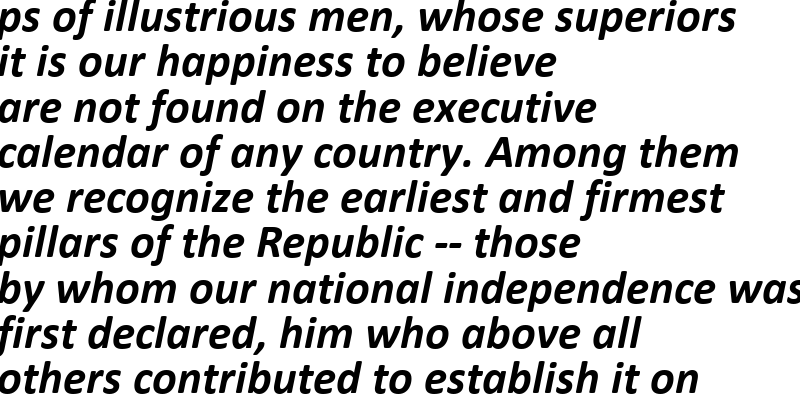 ps of illustrious men, whose superiors
it is our happiness to believe
are not found on the executive
calendar of any country. Among them
we recognize the earliest and firmest
pillars of the Republic -- those
by whom our national independence was
first declared, him who above all
others contributed to establish it on